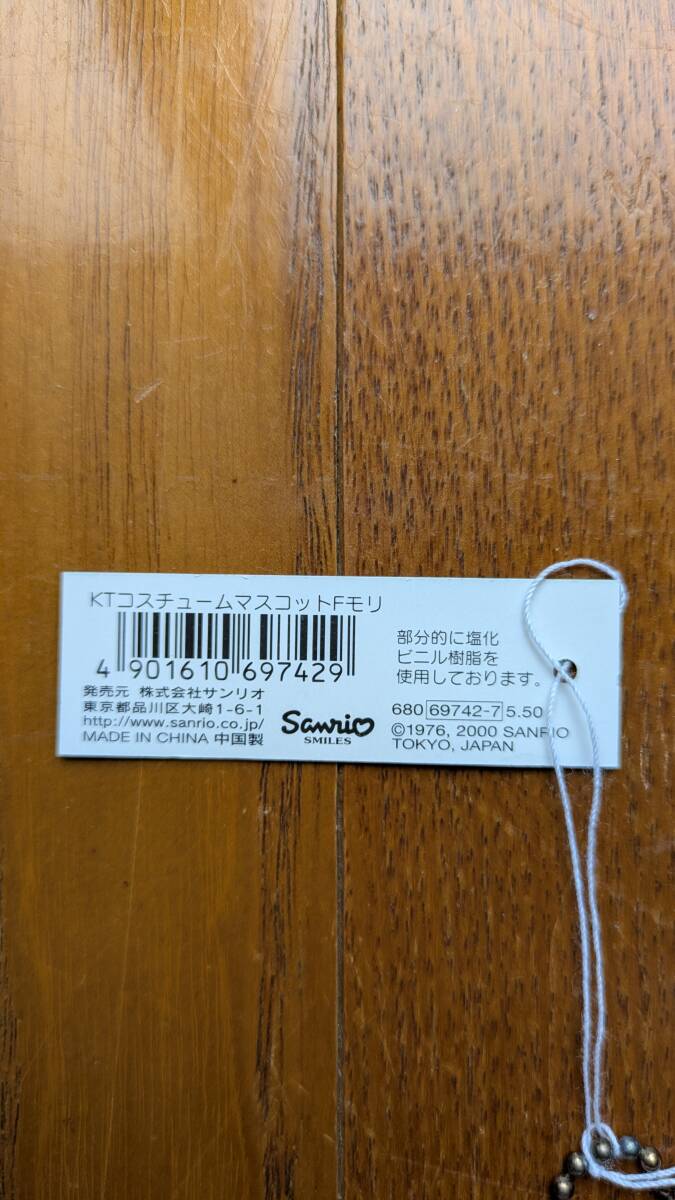 KTコスチュームマスコットFモリ
4 901610 697429
発売元 株式会社サンリオ
東京都品川区大崎1-6-1
http://www.sanrio.co.jp/
MADE IN CHINA 中国製
Sanrio
SMILES
部分的に塩化
ビニル樹脂を
使用しております。
680 69742-7 5.50
©1976, 2000 SANRIO
TOKYO, JAPAN